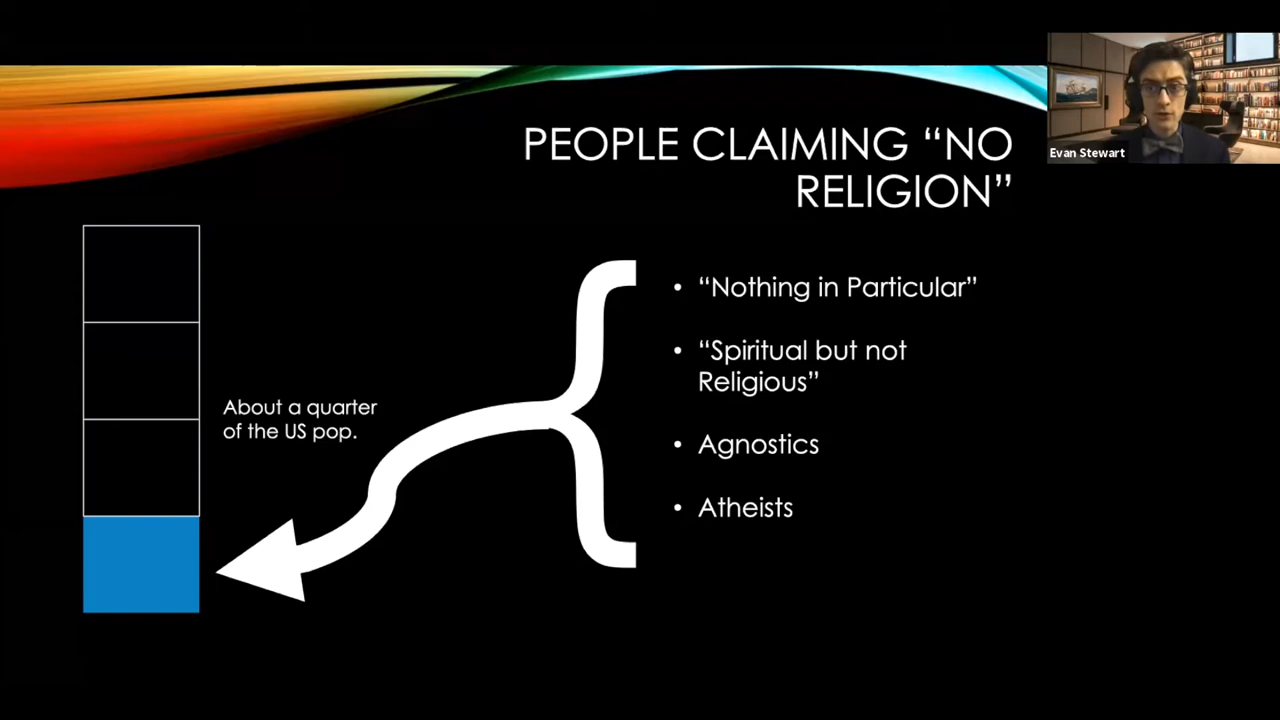 PEOPLE CLAIMING “NO
RELIGION”
Evan Stewart
About a quarter
of the US pop.
• “Nothing in Particular”
• “Spiritual but not
Religious”
• Agnostics
• Atheists